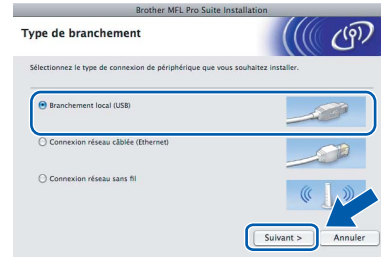 Brother MFL Pro Suite Installation
Type de branchement
Sélectionnez le type de connexion de périphérique que vous souhaitez installer.
Branchement local (USB)
Connexion réseau câblée (Ethernet)
Connexion réseau sans fil
Suivant >
Annuler